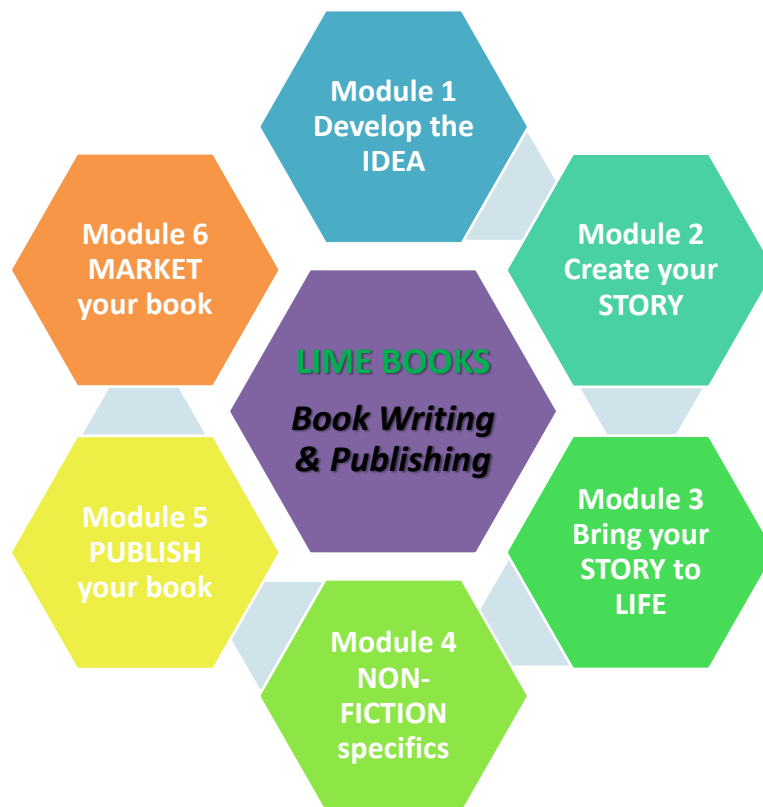 Module 1
Develop the
IDEA
Module 2
Create your
STORY
Module 3
Bring your
STORY to
LIFE
Module 4
NON-
FICTION
specifics
Module 5
PUBLISH
your book
Module 6
MARKET
your book
LIME BOOKS
Book Writing
& Publishing